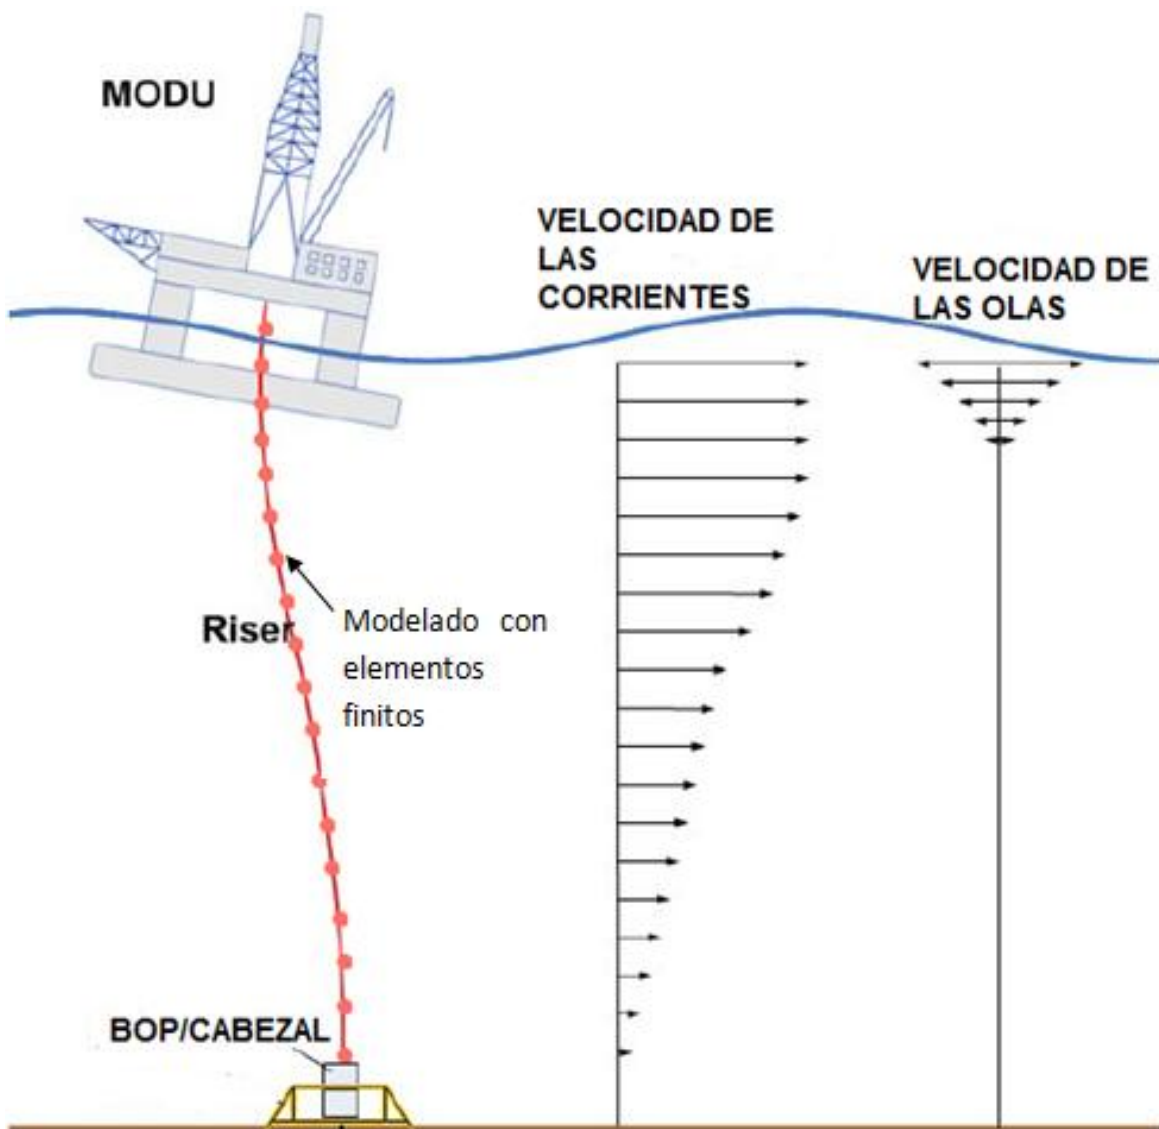 MODU
VELOCIDAD DE
LAS
CORRIENTES
VELOCIDAD DE
LAS OLAS
Riser
Modelado con
elementos
finitos
BOP/CABEZAL